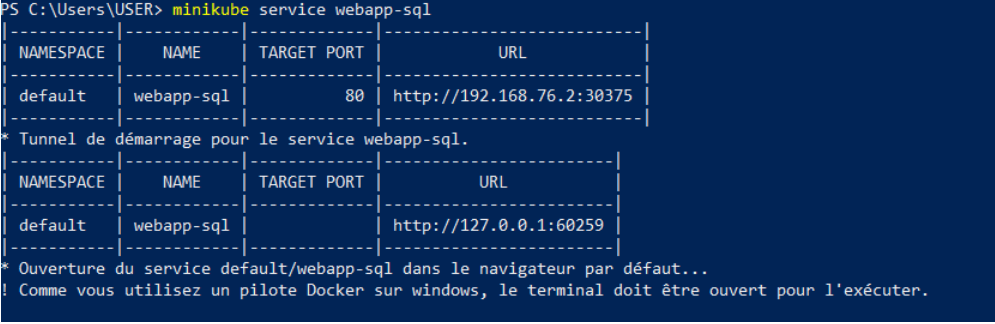 PS C:\Users\USER> minikube service webapp-sql
|-----------|------------|-------------|---------------------------|
| NAMESPACE |    NAME    | TARGET PORT |            URL            |
|-----------|------------|-------------|---------------------------|
| default   | webapp-sql |          80 | http://192.168.76.2:30375 |
|-----------|------------|-------------|---------------------------|
* Tunnel de démarrage pour le service webapp-sql.
|-----------|------------|-------------|------------------------|
| NAMESPACE |    NAME    | TARGET PORT |          URL           |
|-----------|------------|-------------|------------------------|
| default   | webapp-sql |             | http://127.0.0.1:60259 |
|-----------|------------|-------------|------------------------|
* Ouverture du service default/webapp-sql dans le navigateur par défaut...
! Comme vous utilisez un pilote Docker sur windows, le terminal doit être ouvert pour l'exécuter.